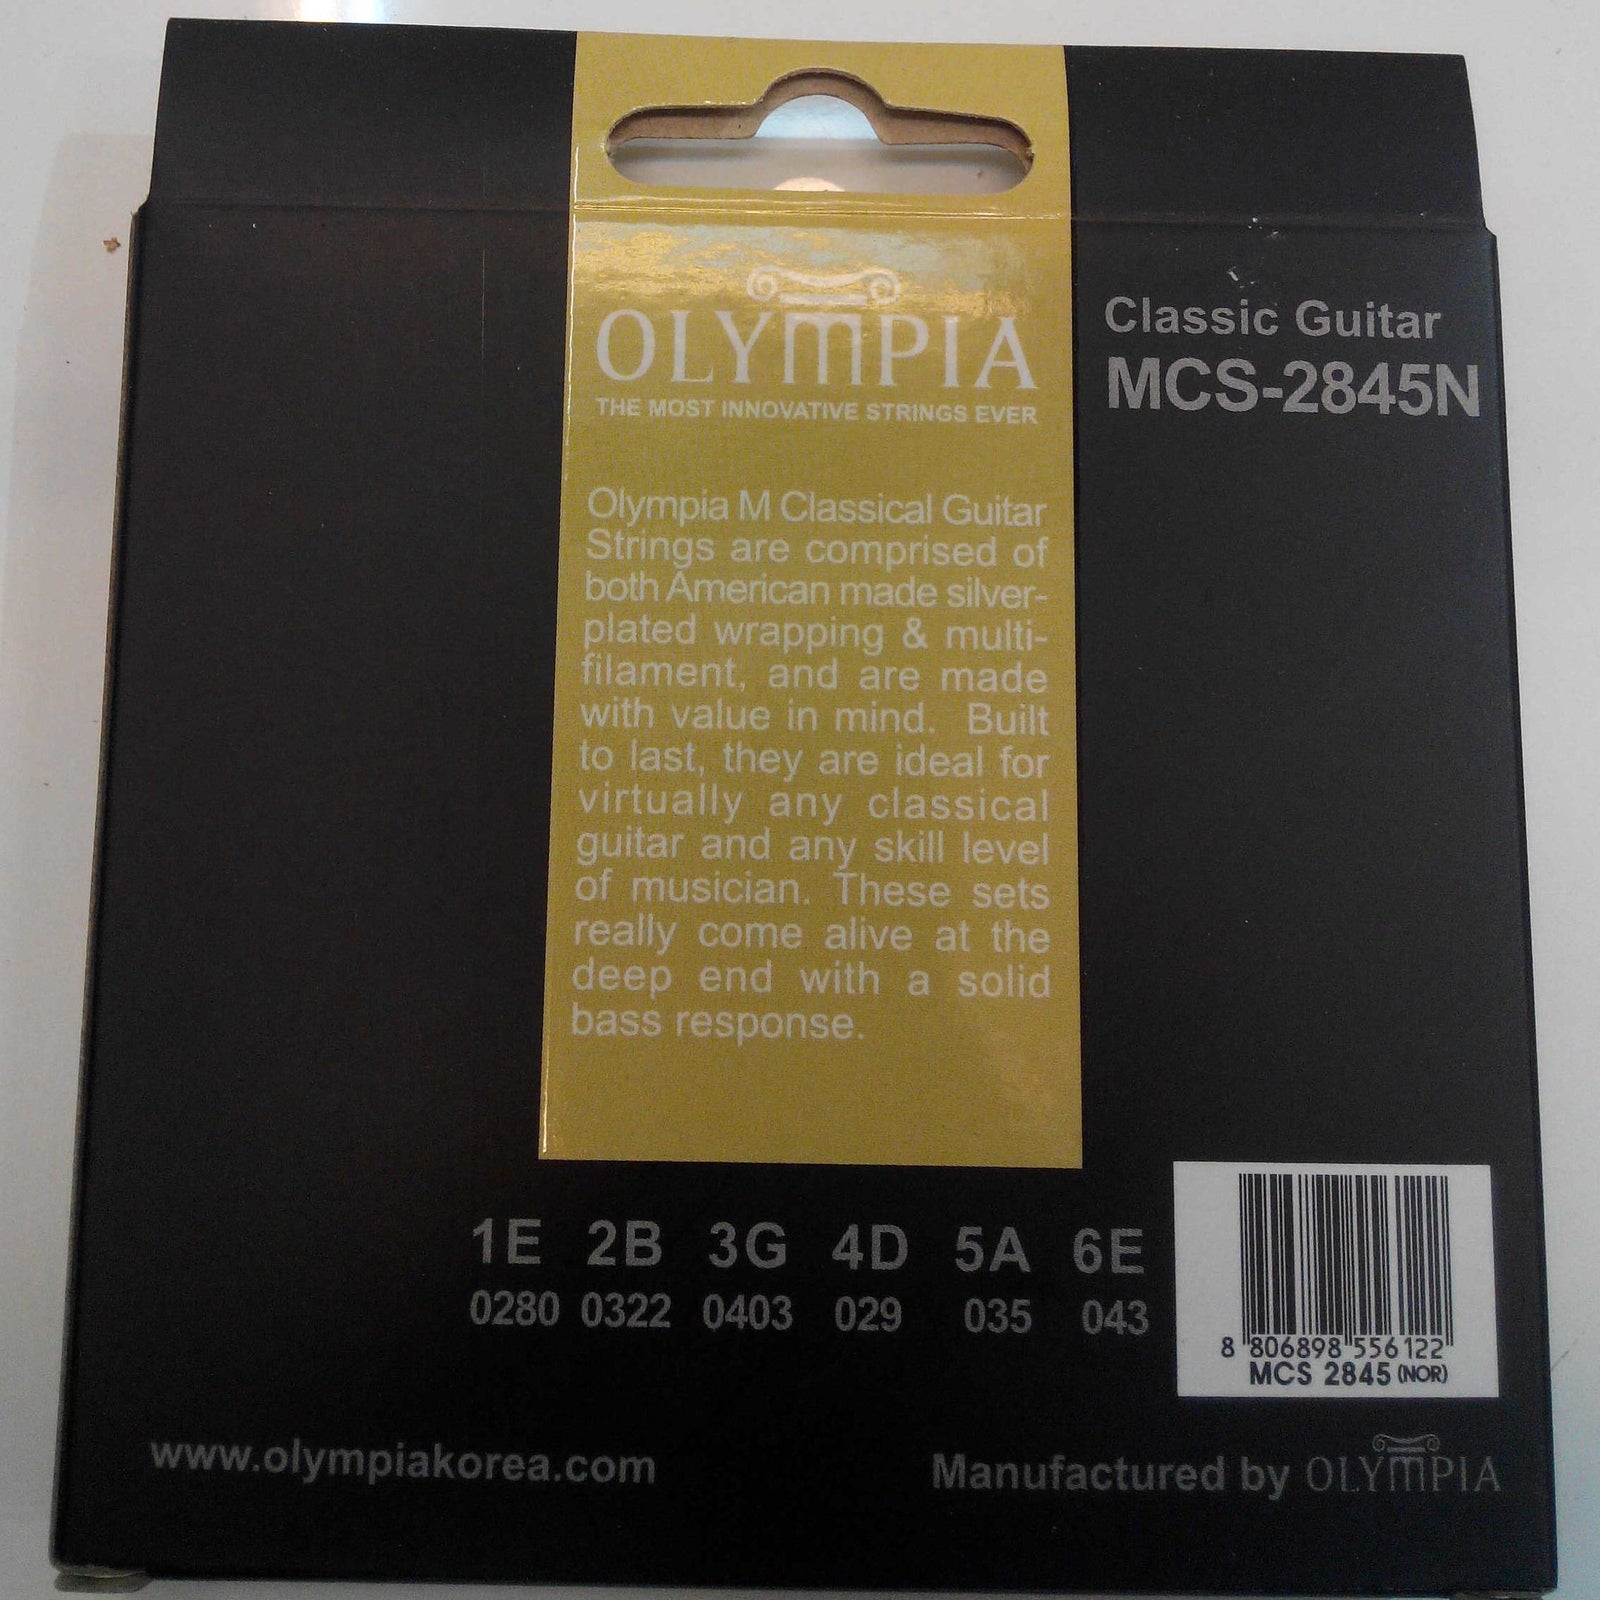 OLYMPIA
THE MOST INNOVATIVE STRINGS EVER
Classic Guitar
MCS-2845N
Olympia M Classical Guitar
Strings are comprised of
both American made silver-
plated wrapping & multi-
filament, and are made
with value in mind. Built
to last, they are ideal for
virtually any classical
guitar and any skill level
of musician. These sets
really come alive at the
deep end with a solid
bass response.
1E 2B 3G 4D 5A 6E
0280 0322 0403 029 035 043
8 806898 556122
MCS 2845 (NOR)
www.olympiakorea.com
Manufactured by OLYMPIA